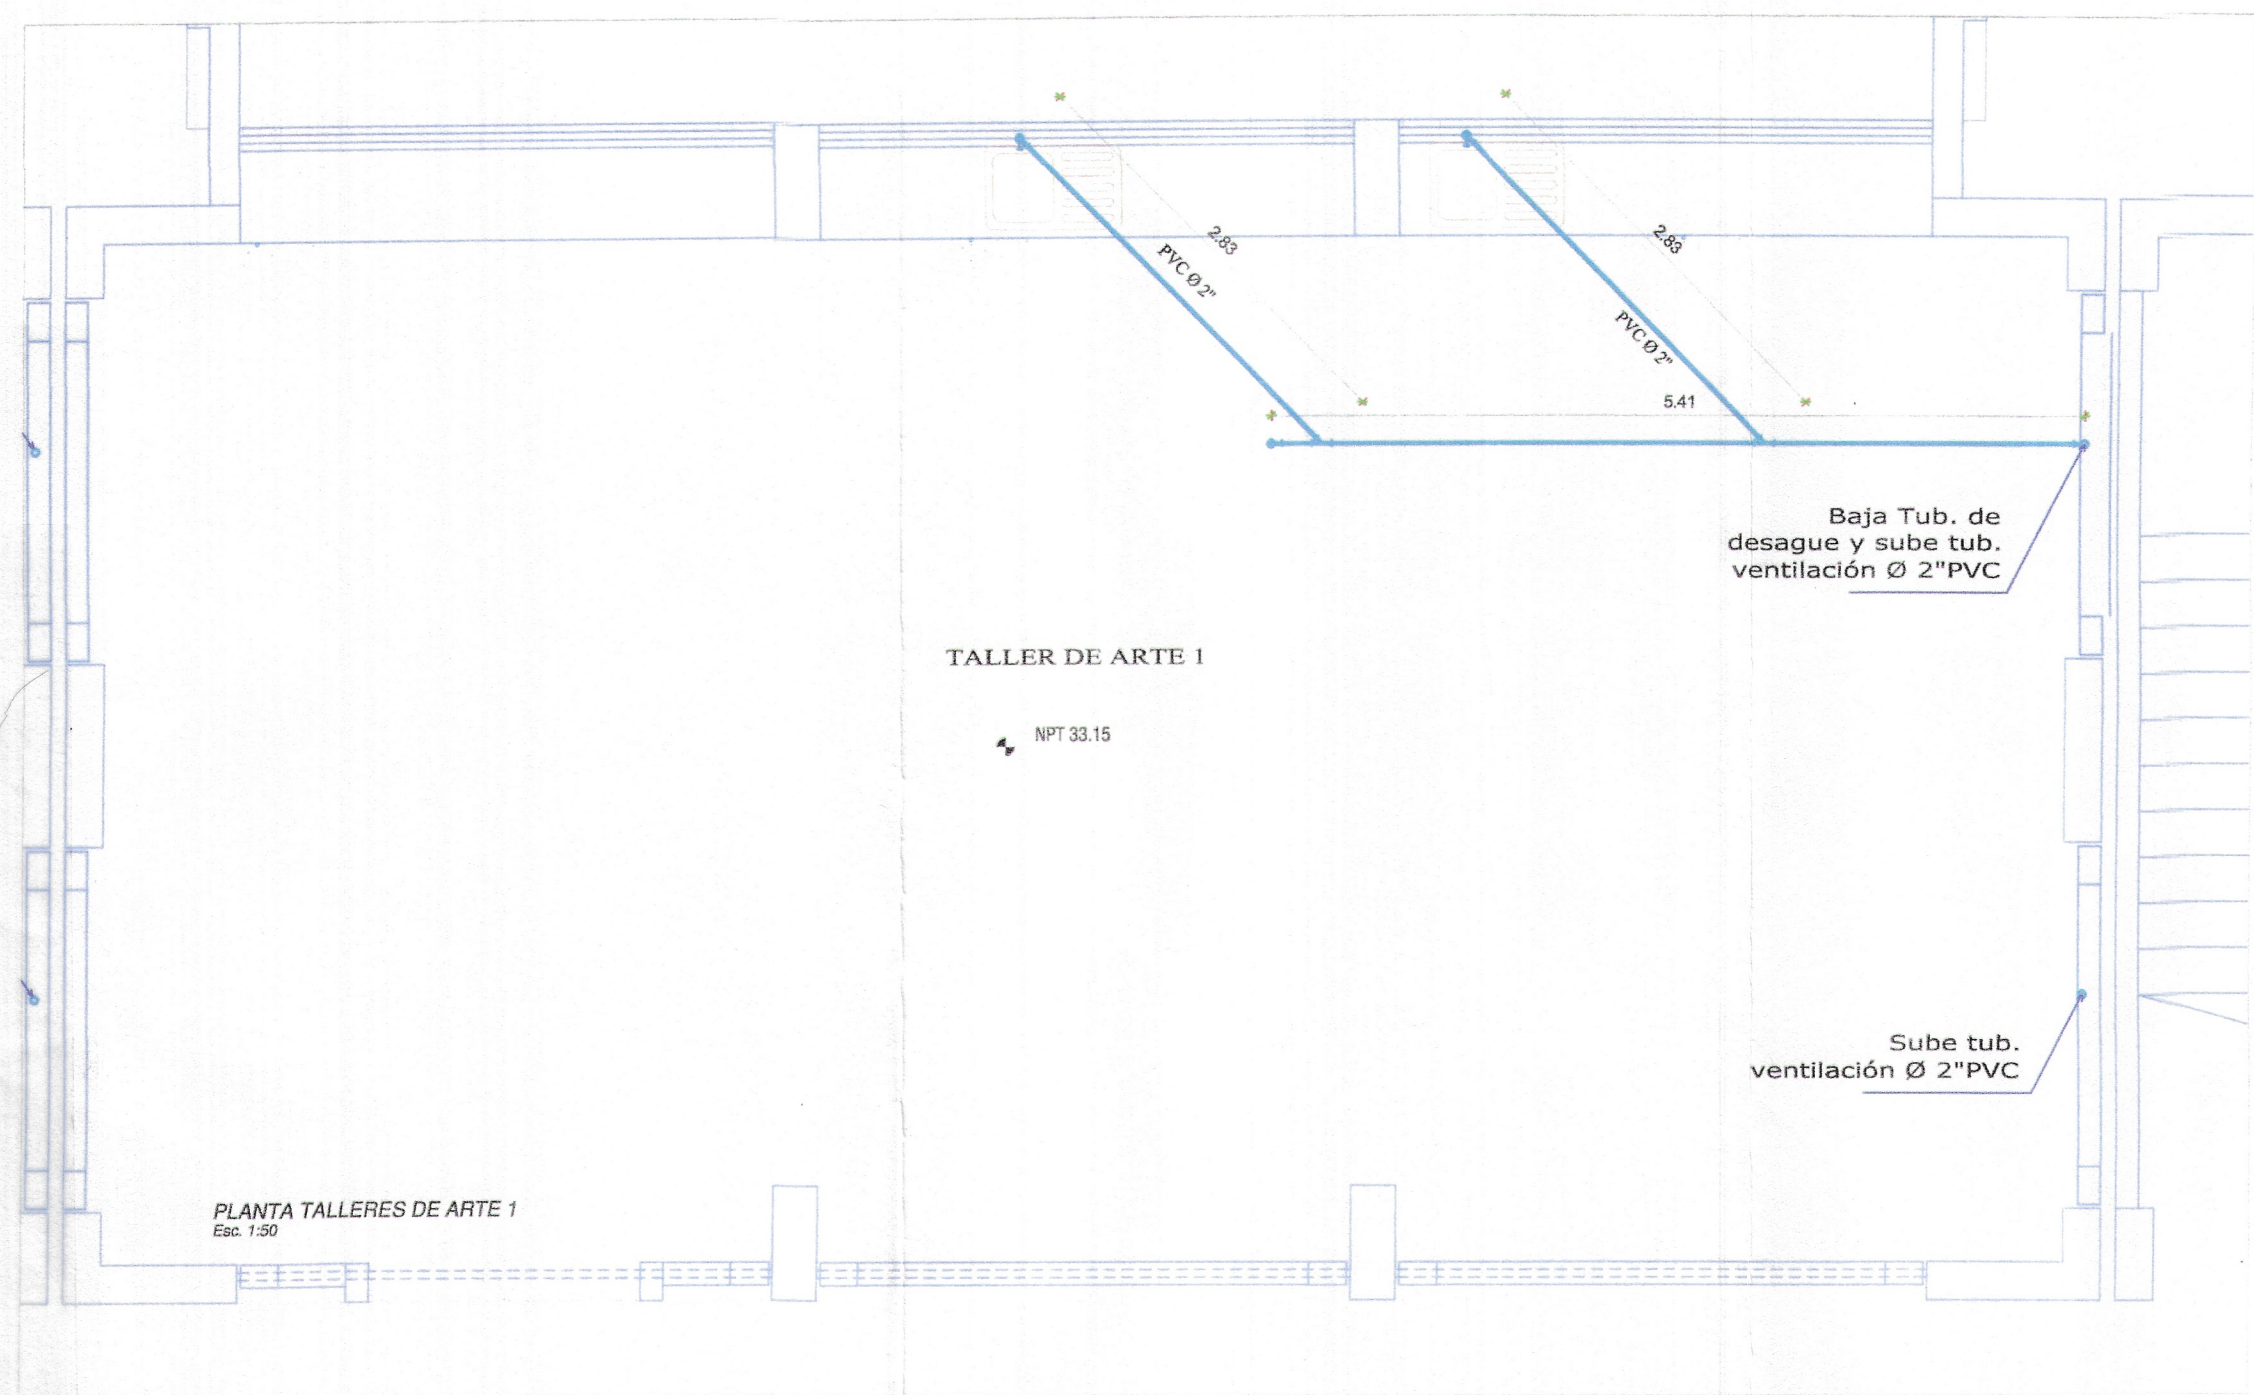 2.83
PVC Ø 2"
2.83
PVC Ø 2"
5.41
Baja Tub. de
desague y sube tub.
ventilación Ø 2"PVC
TALLER DE ARTE 1
NPT 33.15
Sube tub.
ventilación Ø 2"PVC
PLANTA TALLERES DE ARTE 1
Esc. 1:50